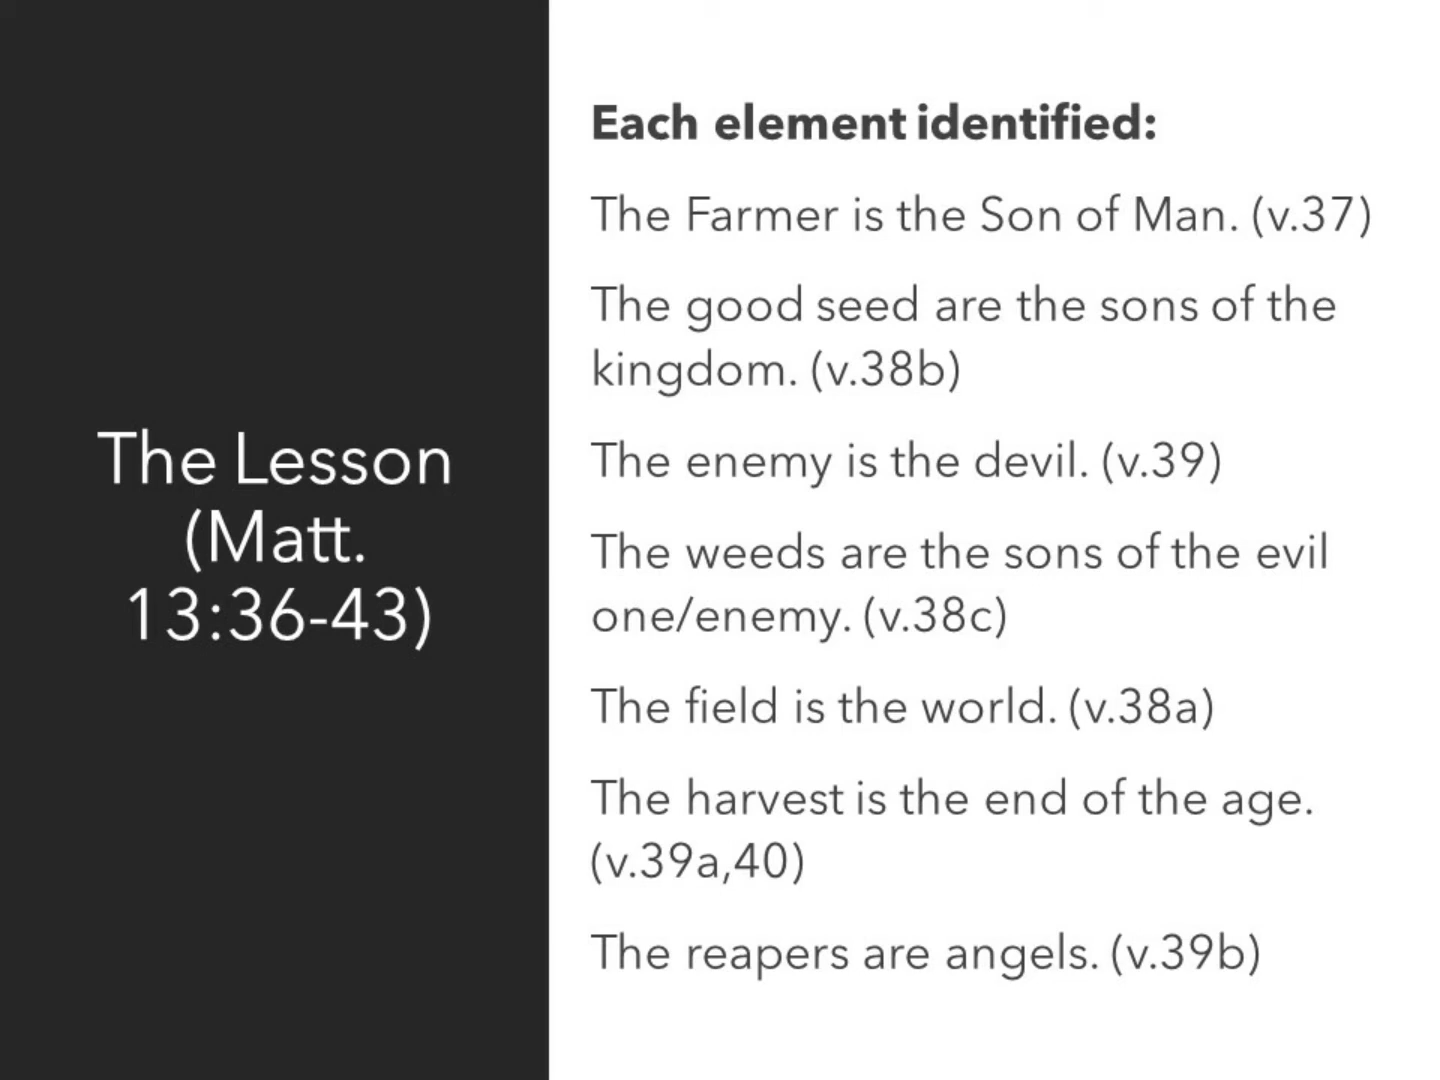 The Lesson
(Matt.
13:36-43)
Each element identified:
The Farmer is the Son of Man. (v.37)
The good seed are the sons of the
kingdom. (v.38b)
The enemy is the devil. (v.39)
The weeds are the sons of the evil
one/enemy. (v.38c)
The field is the world. (v.38a)
The harvest is the end of the age.
(v.39a,40)
The reapers are angels. (v.39b)